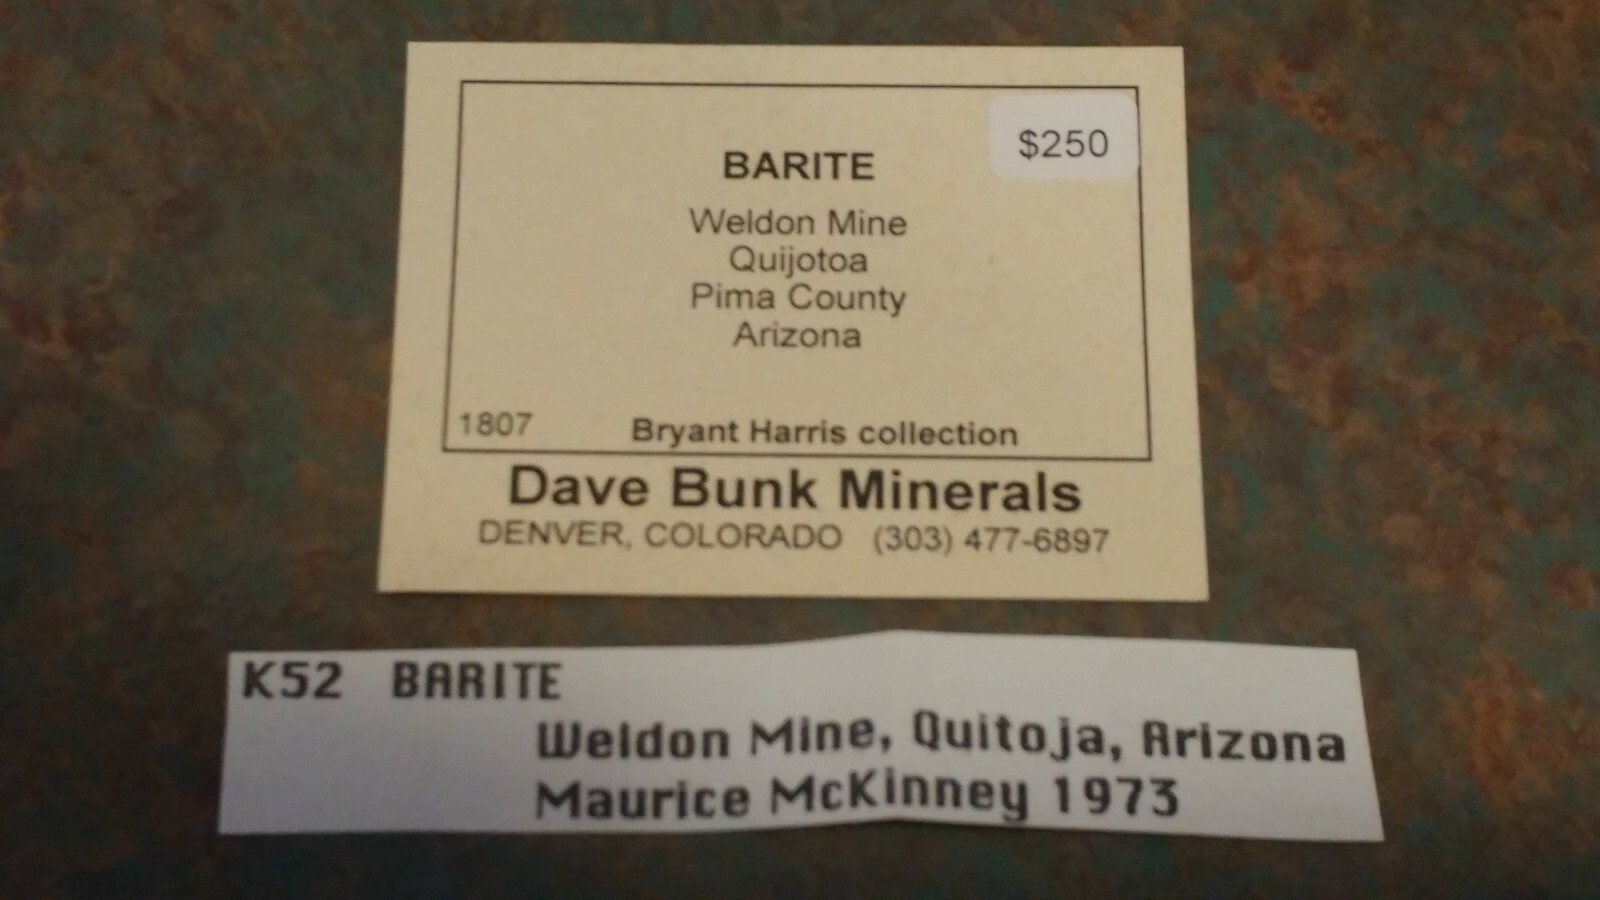 $250
BARITE
Weldon Mine
Quijotoa
Pima County
Arizona
1807 Bryant Harris collection
Dave Bunk Minerals
DENVER, COLORADO (303) 477-6897
K52 BARITE
Weldon Mine, Quitoja, Arizona
Maurice McKinney 1973